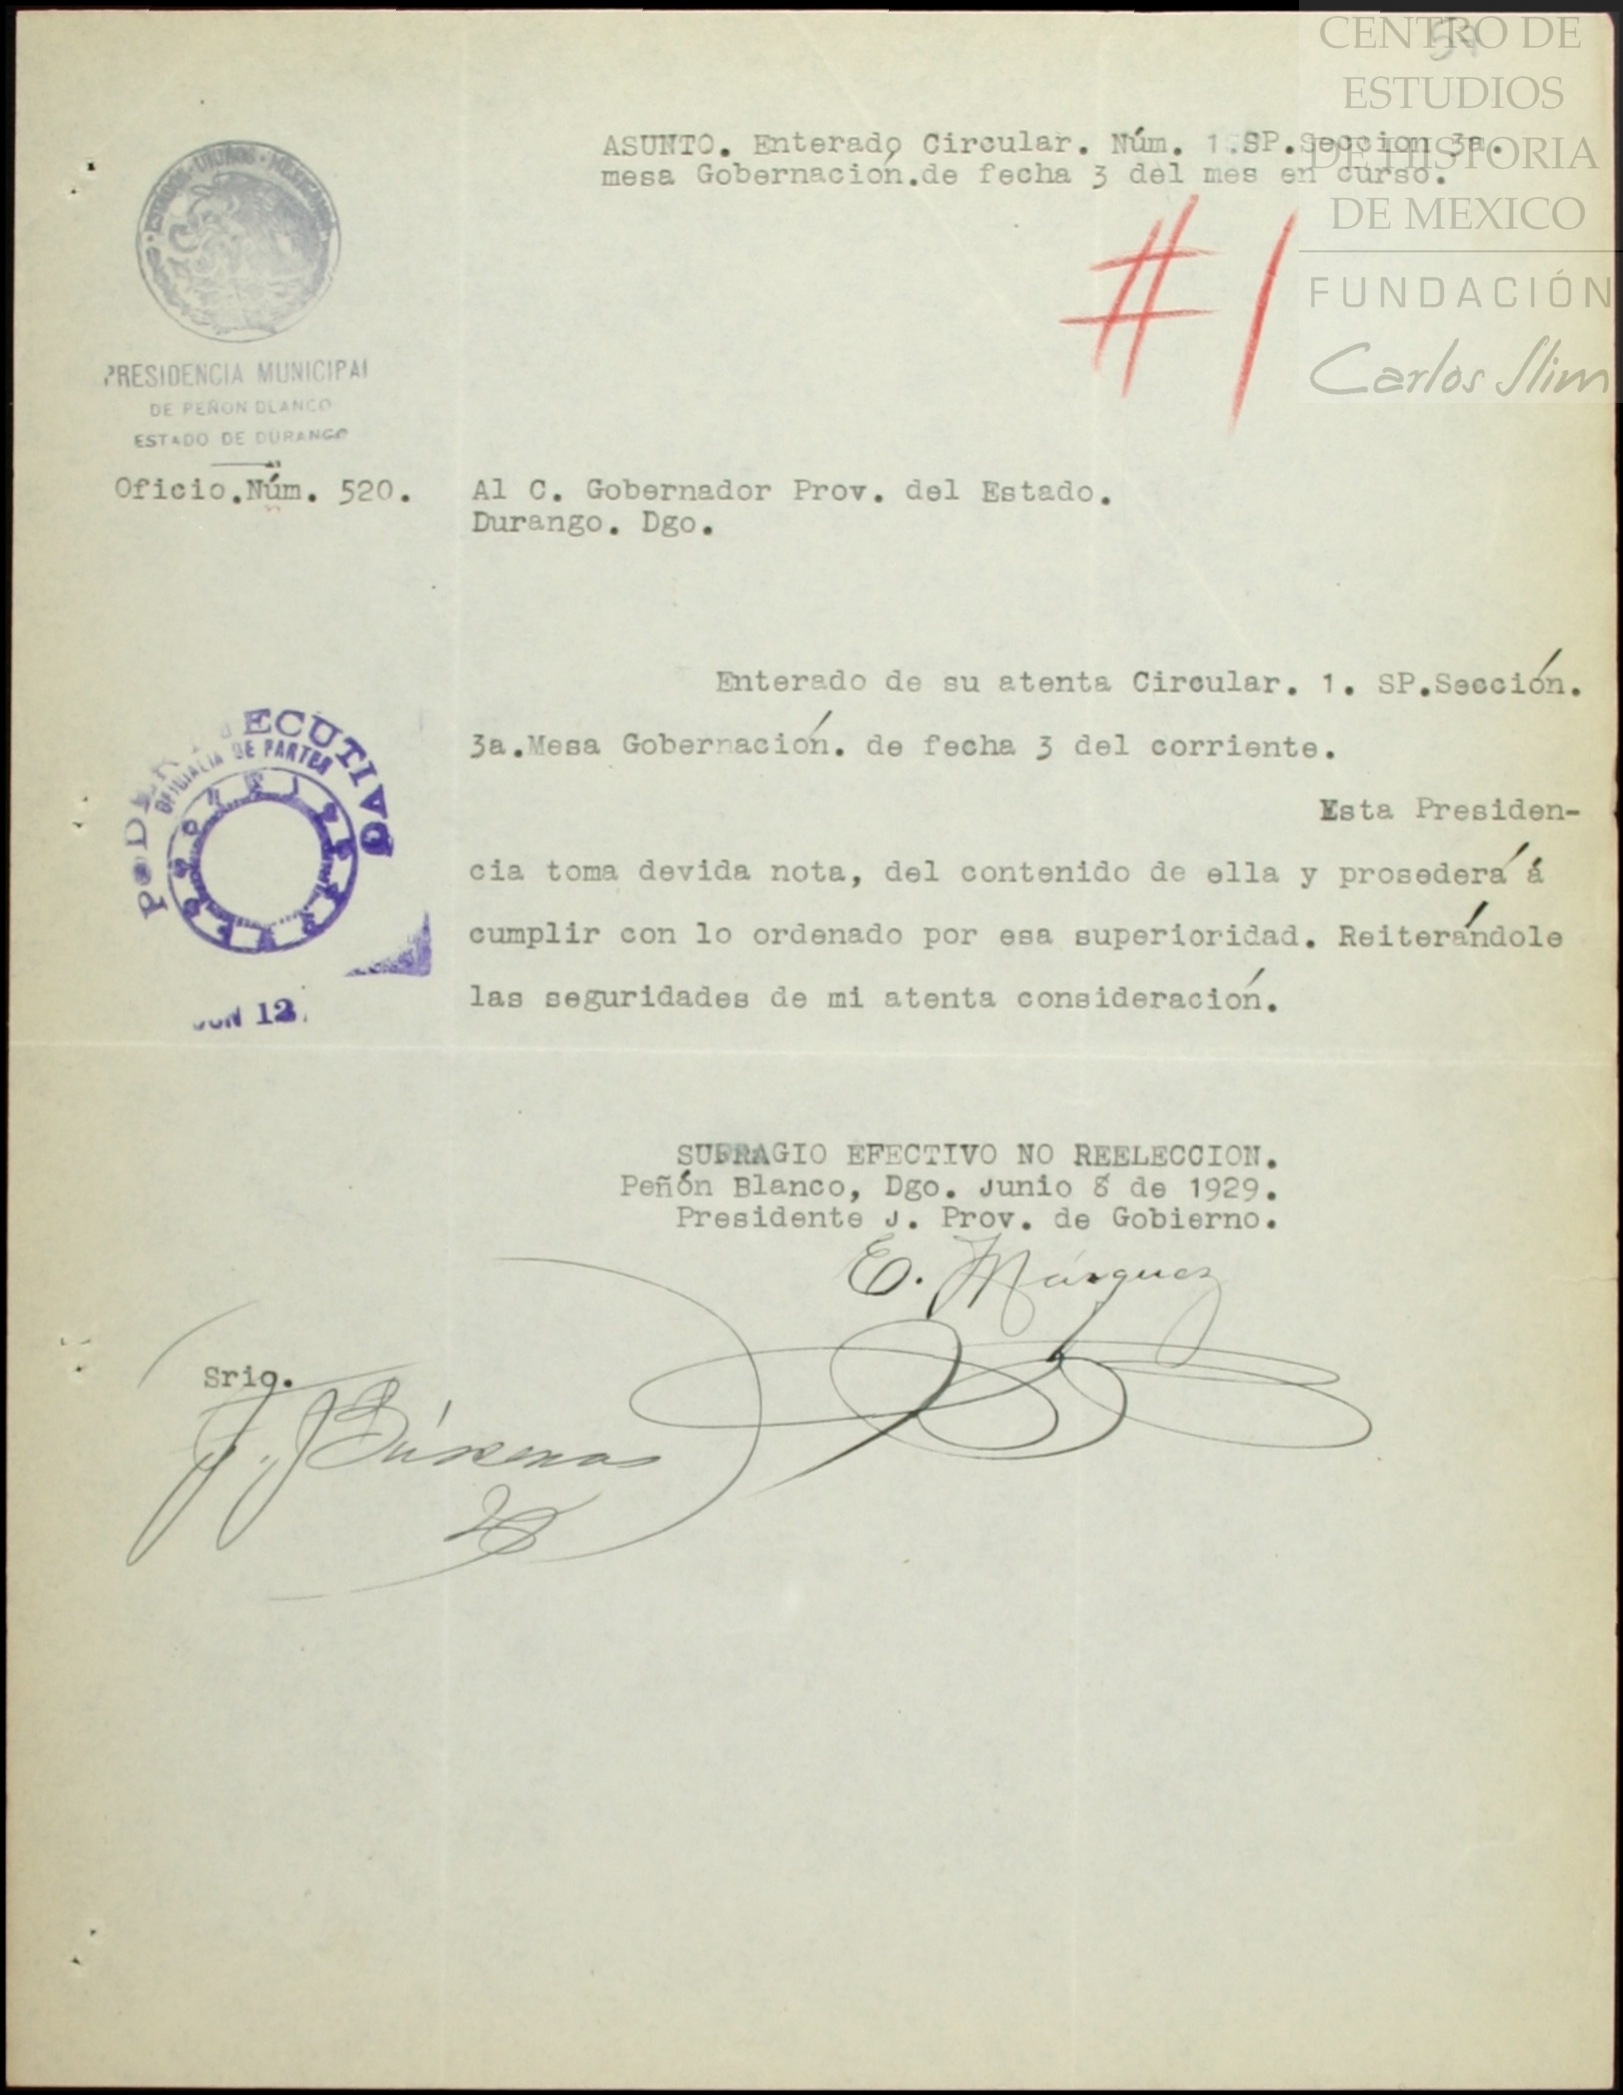 CENTRO DE
ESTUDIOS
DE HISTORIA
DE MEXICO
FUNDACIÓN
Carlos Slim
ASUNTO. Enterado Circular. Núm. 1.SP.Seccion 3a.
mesa Gobernación.de fecha 3 del mes en curso.
#1
ESTADOS UNIDOS MEXICANOS
PRESIDENCIA MUNICIPAL
DE PEÑON BLANCO
ESTADO DE DURANGO
Oficio.Núm. 520.
Al C. Gobernador Prov. del Estado.
Durango. Dgo.
Enterado de su atenta Circular. 1. SP.Sección.
3a.Mesa Gobernación. de fecha 3 del corriente.
Esta Presiden-
cia toma devida nota, del contenido de ella y prosederá á
cumplir con lo ordenado por esa superioridad. Reiterándole
las seguridades de mi atenta consideración.
PODER EJECUTIVO
OFICIALIA DE PARTES
JUN 12
SUFRAGIO EFECTIVO NO REELECCION.
Peñón Blanco, Dgo. Junio 8 de 1929.
Presidente J. Prov. de Gobierno.
E. Márquez
Srio.